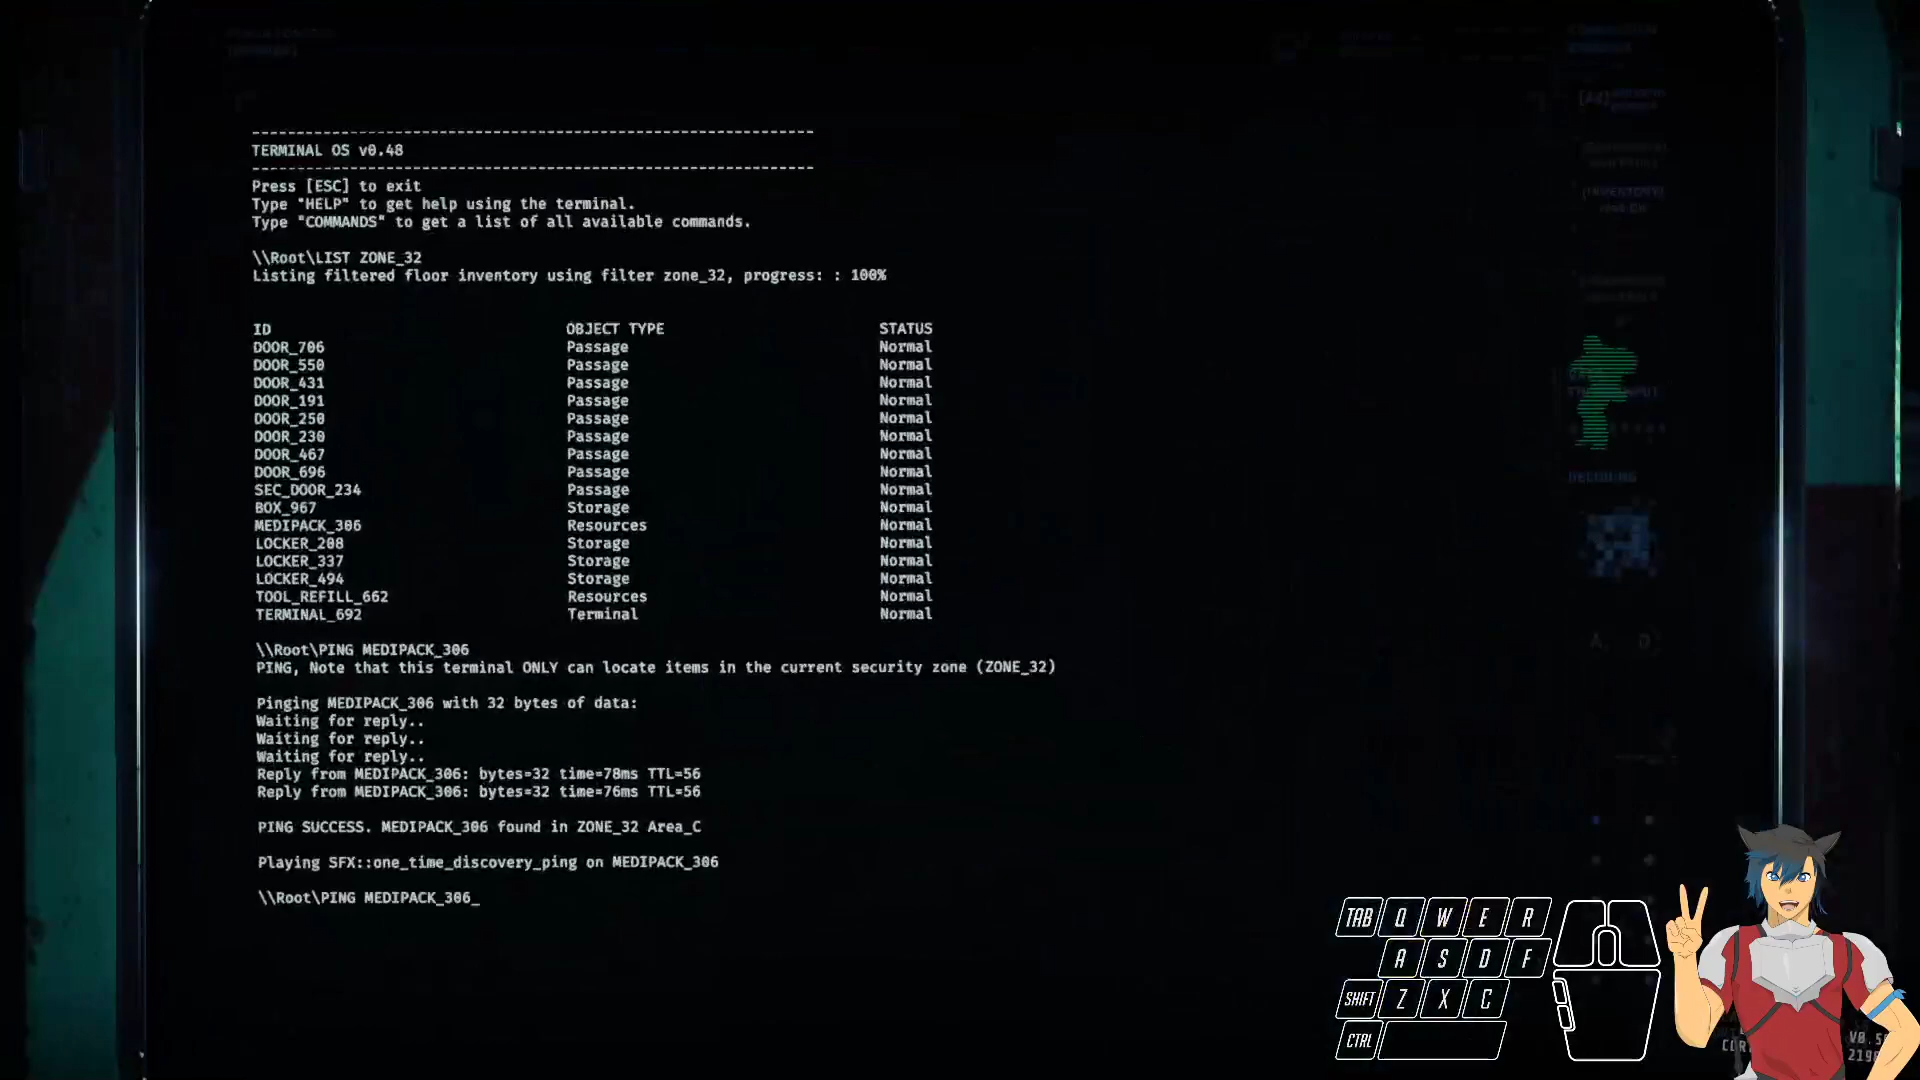 --------------------------------------------------------------
TERMINAL OS v0.48
--------------------------------------------------------------
Press [ESC] to exit
Type "HELP" to get help using the terminal.
Type "COMMANDS" to get a list of all available commands.
\\Root\LIST ZONE_32
Listing filtered floor inventory using filter zone_32, progress: : 100%
ID OBJECT TYPE STATUS
DOOR_706 Passage Normal
DOOR_550 Passage Normal
DOOR_431 Passage Normal
DOOR_191 Passage Normal
DOOR_250 Passage Normal
DOOR_230 Passage Normal
DOOR_467 Passage Normal
DOOR_696 Passage Normal
SEC_DOOR_234 Passage Normal
BOX_967 Storage Normal
MEDIPACK_306 Resources Normal
LOCKER_208 Storage Normal
LOCKER_337 Storage Normal
LOCKER_494 Storage Normal
TOOL_REFILL_662 Resources Normal
TERMINAL_692 Terminal Normal
\\Root\PING MEDIPACK_306
PING, Note that this terminal ONLY can locate items in the current security zone (ZONE_32)
Pinging MEDIPACK_306 with 32 bytes of data:
Waiting for reply..
Waiting for reply..
Waiting for reply..
Reply from MEDIPACK_306: bytes=32 time=78ms TTL=56
Reply from MEDIPACK_306: bytes=32 time=76ms TTL=56
PING SUCCESS. MEDIPACK_306 found in ZONE_32 Area_C
Playing SFX::one_time_discovery_ping on MEDIPACK_306
\\Root\PING MEDIPACK_306_
TAB Q W E R
A S D F
SHIFT Z X C
CTRL